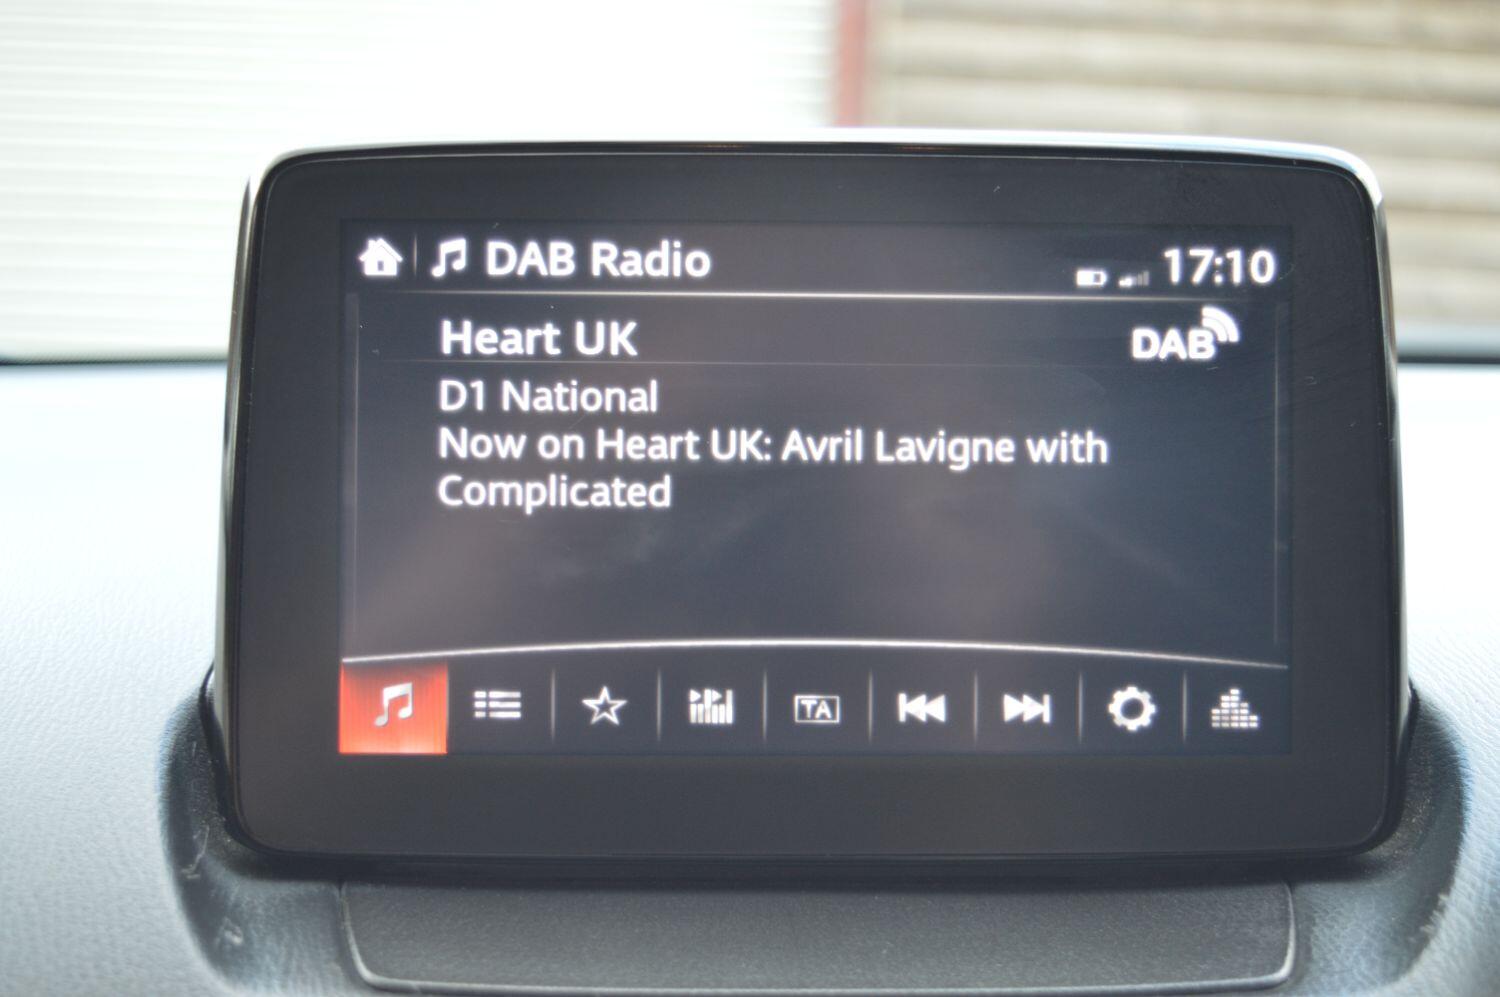 DAB Radio
17:10
Heart UK
DAB
D1 National
Now on Heart UK: Avril Lavigne with
Complicated
TA